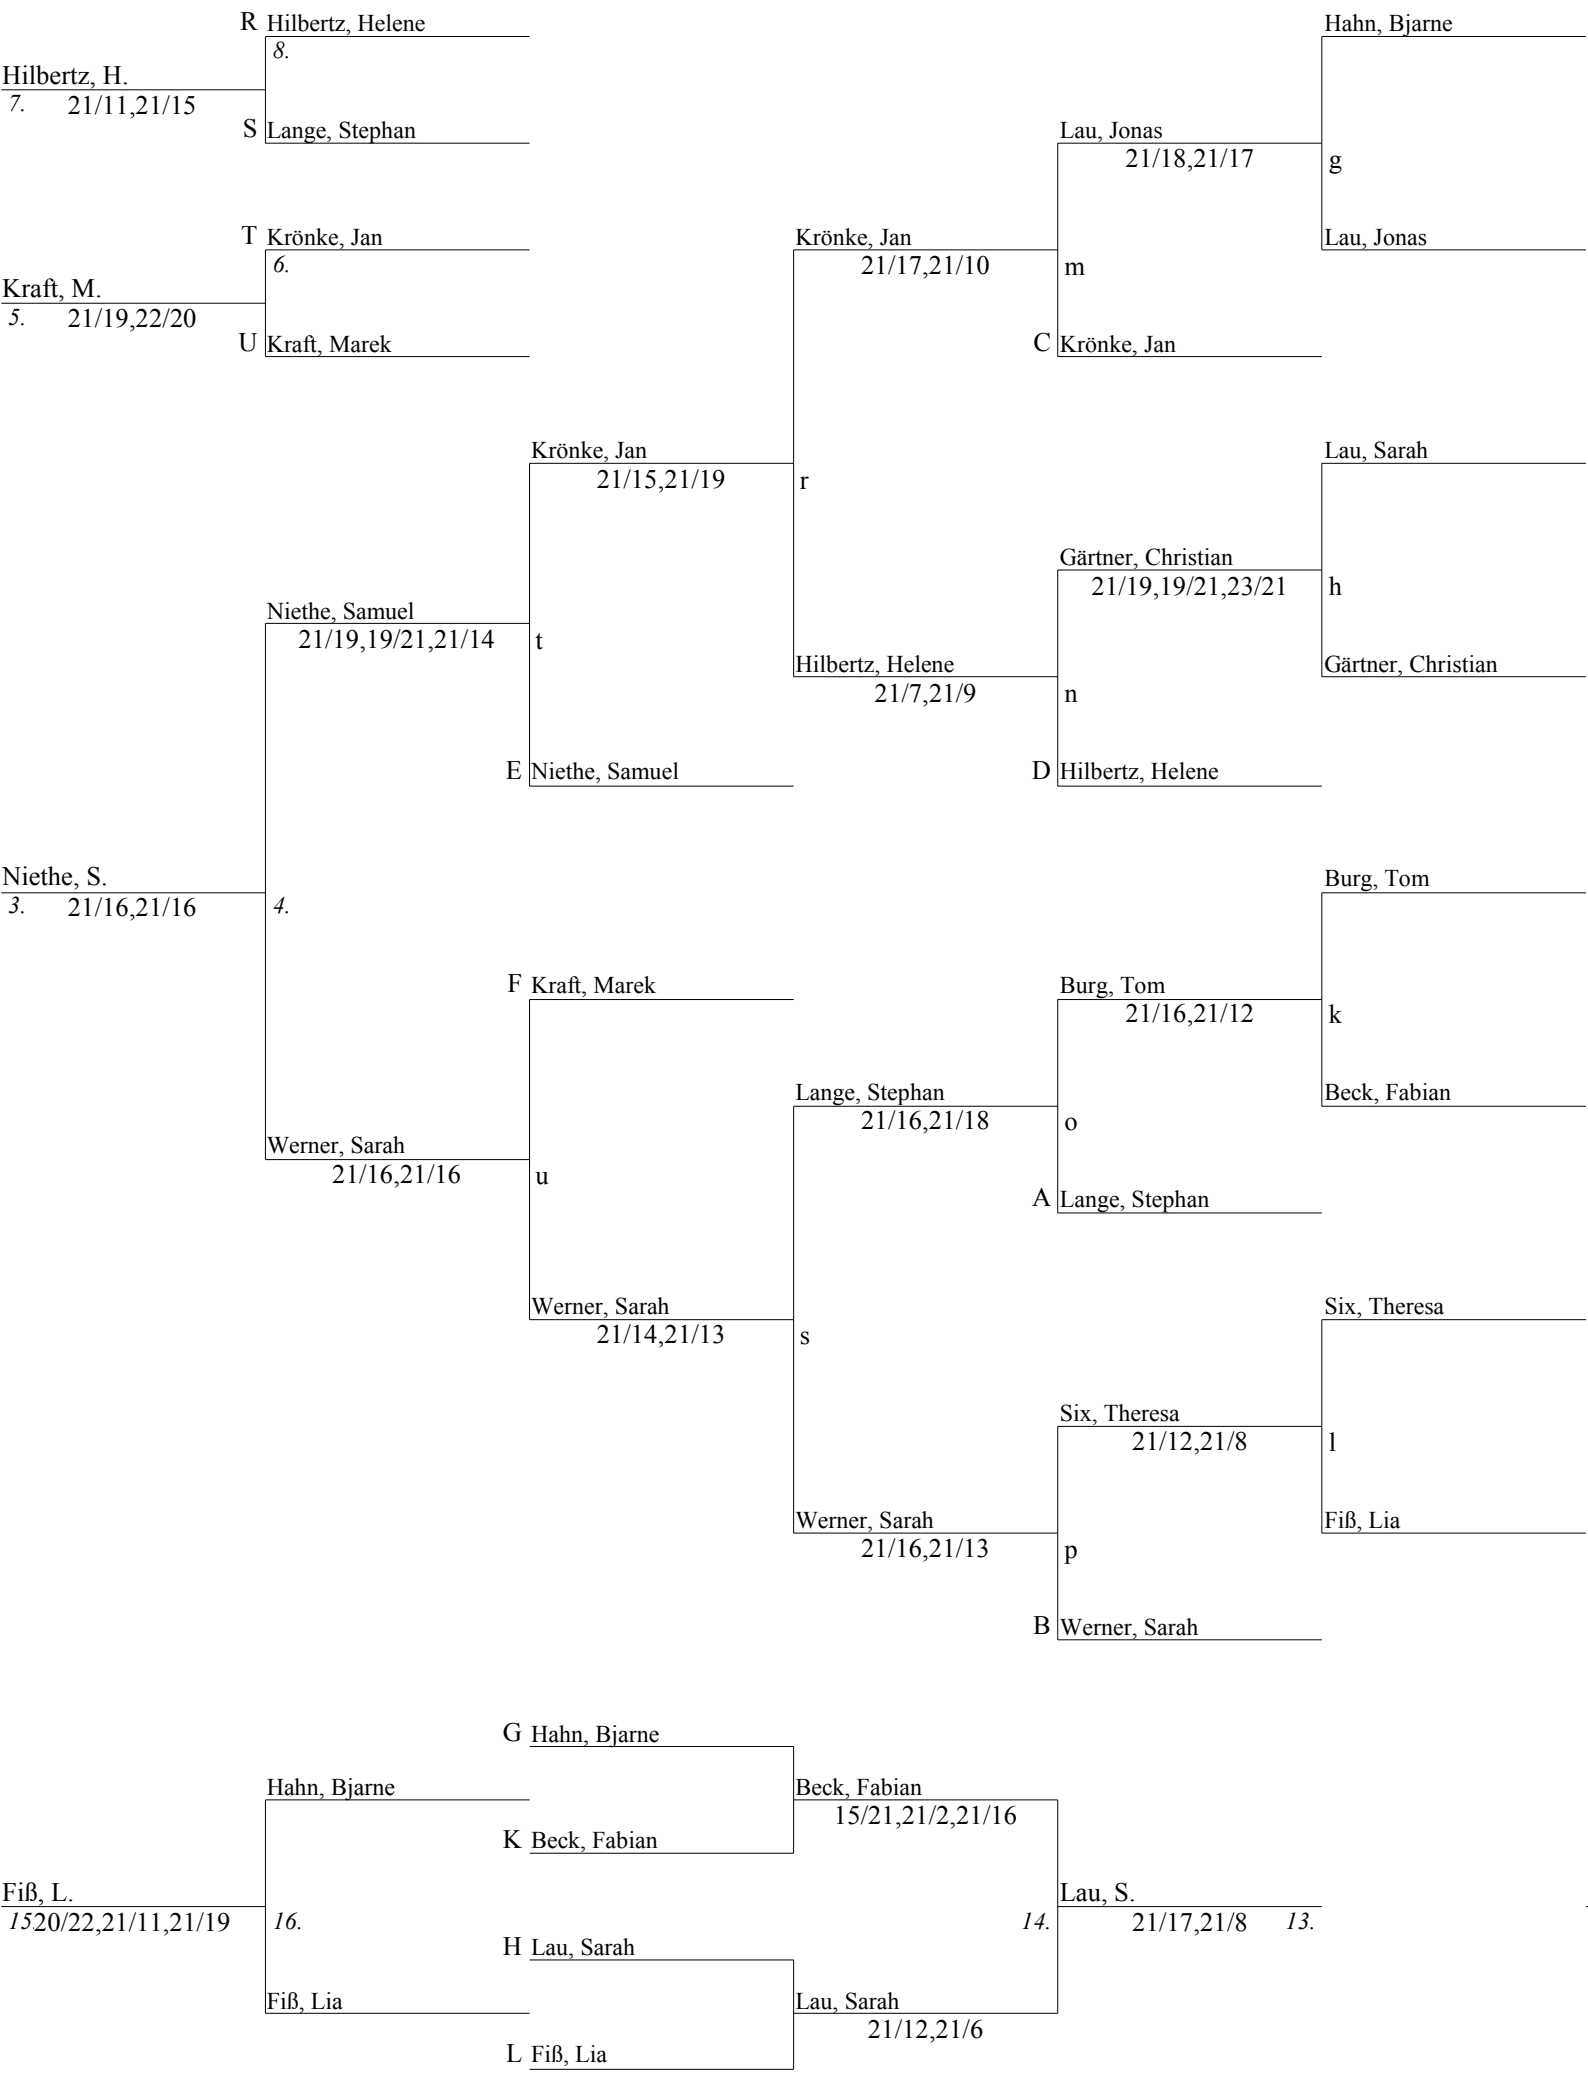 R Hilbertz, Helene
8.
Hilbertz, H.
7. 21/11,21/15
S Lange, Stephan
T Krönke, Jan
6.
Kraft, M.
5. 21/19,22/20
U Kraft, Marek
Hahn, Bjarne
Lau, Jonas
21/18,21/17
g
Krönke, Jan
21/17,21/10
m
Lau, Jonas
C Krönke, Jan
Krönke, Jan
21/15,21/19
r
Lau, Sarah
Gärtner, Christian
21/19,19/21,23/21
h
Niethe, Samuel
21/19,19/21,21/14
t
Hilbertz, Helene
21/7,21/9
n
Gärtner, Christian
E Niethe, Samuel
D Hilbertz, Helene
Niethe, S.
3. 21/16,21/16
4.
Burg, Tom
F Kraft, Marek
Burg, Tom
21/16,21/12
k
Lange, Stephan
21/16,21/18
o
Beck, Fabian
Werner, Sarah
21/16,21/16
u
A Lange, Stephan
Werner, Sarah
21/14,21/13
s
Six, Theresa
Six, Theresa
21/12,21/8
l
Werner, Sarah
21/16,21/13
p
Fiß, Lia
B Werner, Sarah
G Hahn, Bjarne
Hahn, Bjarne
Beck, Fabian
15/21,21/2,21/16
K Beck, Fabian
Fiß, L.
15. 20/22,21/11,21/19
16.
14.
Lau, S.
21/17,21/8 13.
H Lau, Sarah
Fiß, Lia
Lau, Sarah
21/12,21/6
L Fiß, Lia